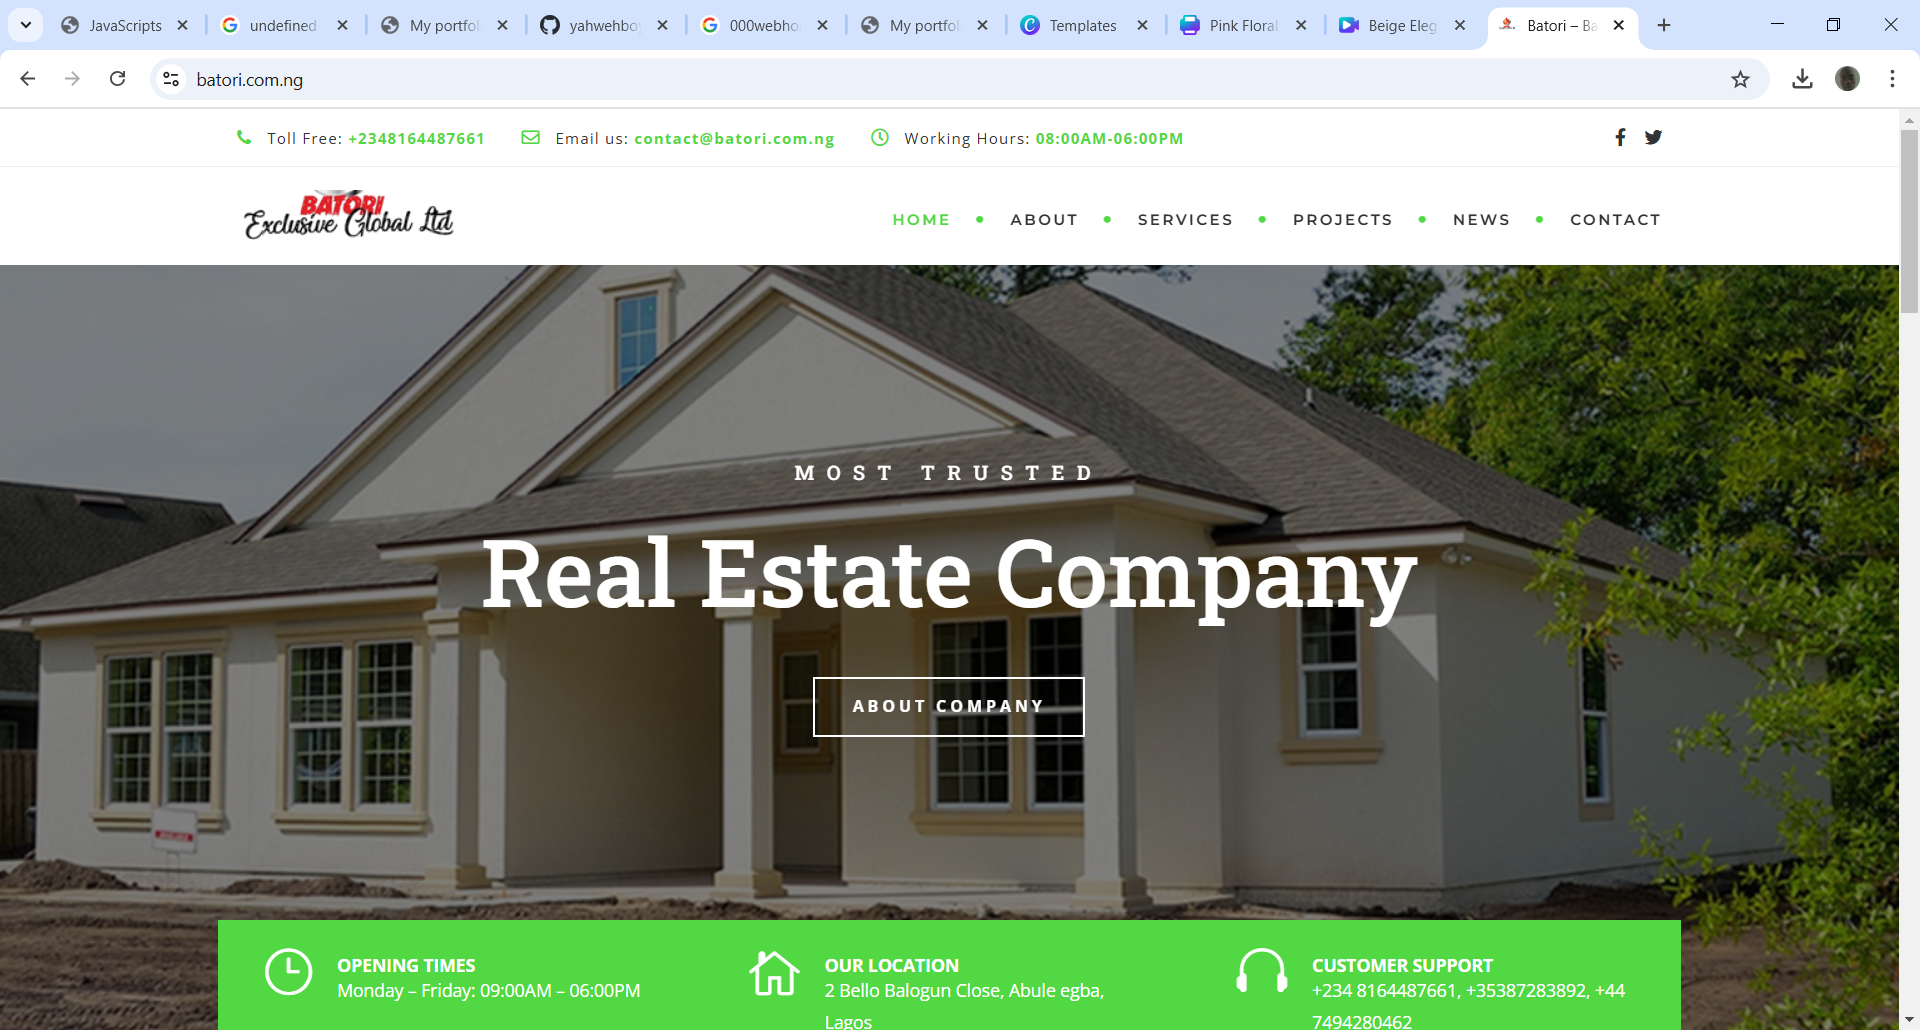 JavaScripts
undefined
My portfol
yahwehboy
000webho
My portfol
Templates
Pink Floral
Beige Eleg
Batori – Ba
batori.com.ng
Toll Free: +2348164487661
Email us: contact@batori.com.ng
Working Hours: 08:00AM-06:00PM
BATORI
Exclusive Global Ltd
HOME
ABOUT
SERVICES
PROJECTS
NEWS
CONTACT
MOST TRUSTED
Real Estate Company
ABOUT COMPANY
OPENING TIMES
Monday – Friday: 09:00AM – 06:00PM
OUR LOCATION
2 Bello Balogun Close, Abule egba,
Lagos
CUSTOMER SUPPORT
+234 8164487661, +35387283892, +44
7494280462